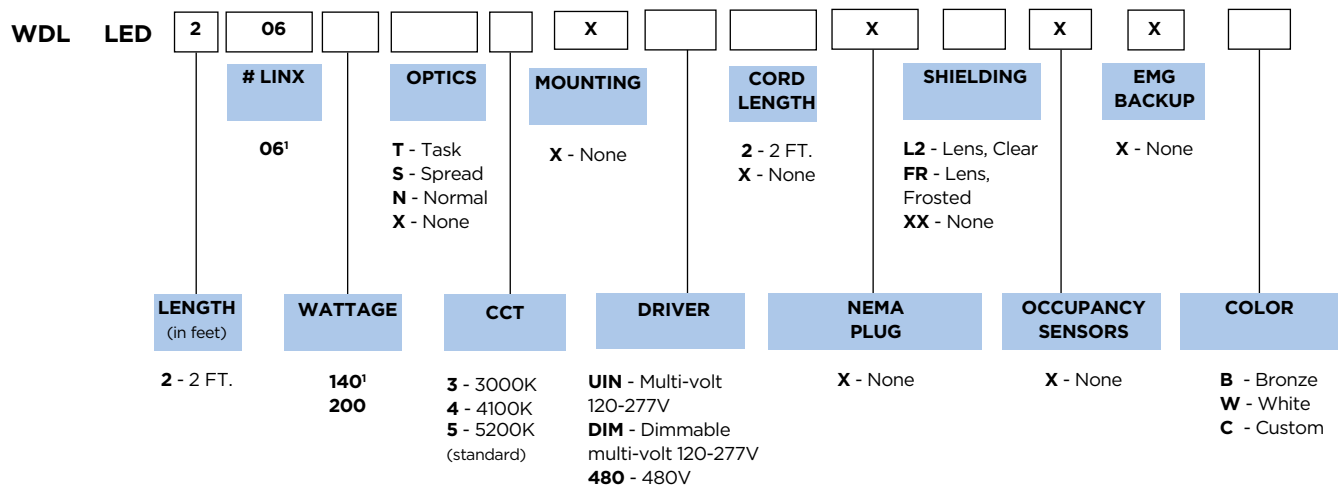 WDL LED 2 06 X X X X
# LINX
OPTICS
MOUNTING
CORD
LENGTH
SHIELDING
EMG
BACKUP
06¹
T - Task
S - Spread
N - Normal
X - None
X - None
2 - 2 FT.
X - None
L2 - Lens, Clear
FR - Lens,
Frosted
XX - None
X - None
LENGTH
(in feet)
WATTAGE
CCT
DRIVER
NEMA
PLUG
OCCUPANCY
SENSORS
COLOR
2 - 2 FT.
140¹
200
3 - 3000K
4 - 4100K
5 - 5200K
(standard)
UIN - Multi-volt
120-277V
DIM - Dimmable
multi-volt 120-277V
480 - 480V
X - None
X - None
B - Bronze
W - White
C - Custom